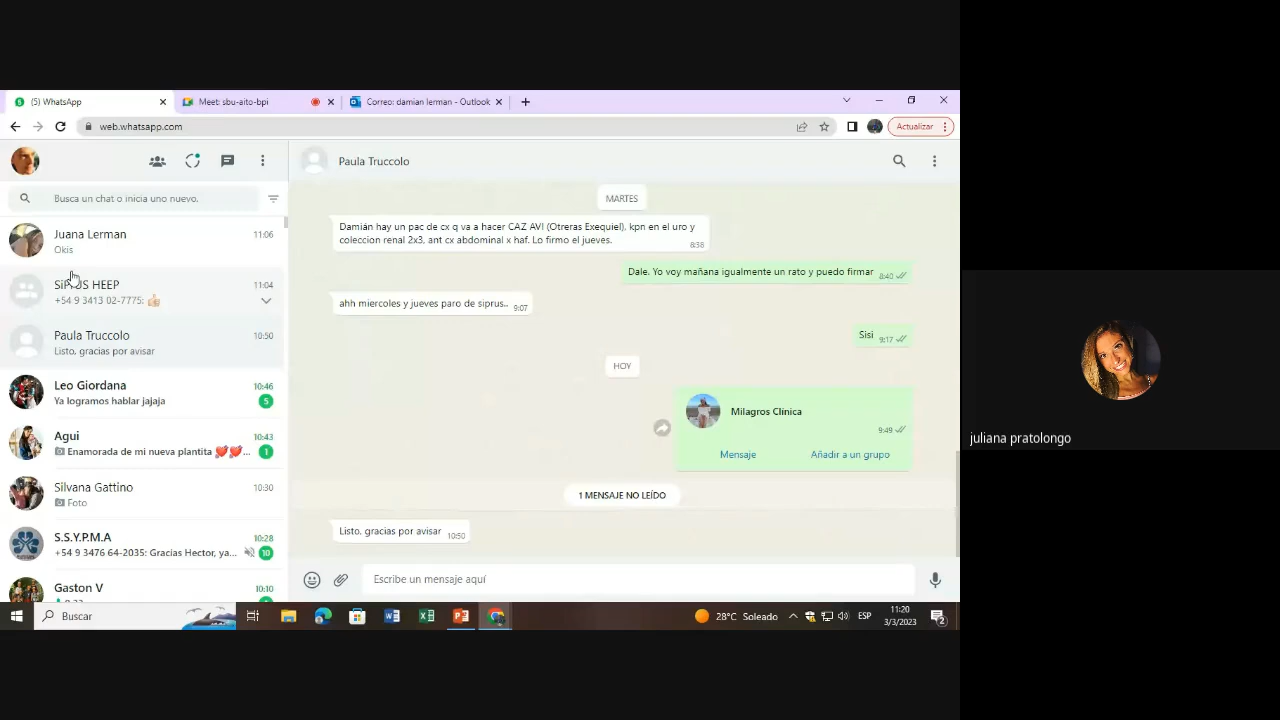 (5) WhatsApp
Meet: sbu-aito-bpi
Correo: damian lerman - Outlook
web.whatsapp.com
Actualizar
Busca un chat o inicia uno nuevo.
Juana Lerman 11:06
Okis
HEEP 11:04
+54 9 3413 02-7775: 👍
Paula Truccolo 10:50
Listo, gracias por avisar
Leo Giordana 10:46
Ya logramos hablar jajaja 5
Agui 10:43
Enamorada de mi nueva plantita ❤️❤️... 1
Silvana Gattino 10:30
Foto
S.S.Y.P.M.A 10:28
+54 9 3476 64-2035: Gracias Hector, ya... 10
Gaston V 10:10
Paula Truccolo
MARTES
Damián hay un pac de cx q va a hacer CAZ AVI (Otreras Exequiel), kpn en el uro y
coleccion renal 2x3, ant cx abdominal x haf. Lo firmo el jueves. 8:38
Dale. Yo voy mañana igualmente un rato y puedo firmar 8:40
ahh miercoles y jueves paro de siprus.. 9:07
Sisi 9:17
HOY
Milagros Clínica
9:49
Mensaje Añadir a un grupo
1 MENSAJE NO LEÍDO
Listo, gracias por avisar 10:50
Escribe un mensaje aquí
Buscar
28°C Soleado
ESP
11:20
3/3/2023
2
juliana pratolongo